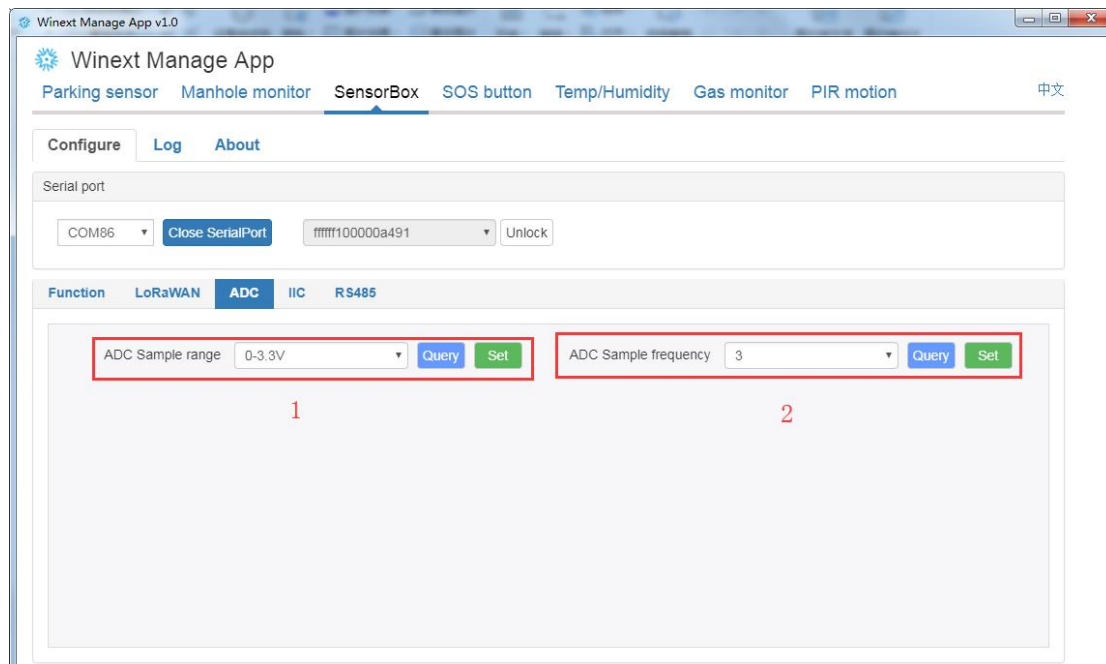 Winext Manage App v1.0
Winext Manage App
Parking sensor Manhole monitor SensorBox SOS button Temp/Humidity Gas monitor PIR motion 中文
Configure Log About
Serial port
COM86 Close SerialPort ffffff100000a491 Unlock
Function LoRaWAN ADC IIC RS485
ADC Sample range 0-3.3V Query Set ADC Sample frequency 3 Query Set
1 2